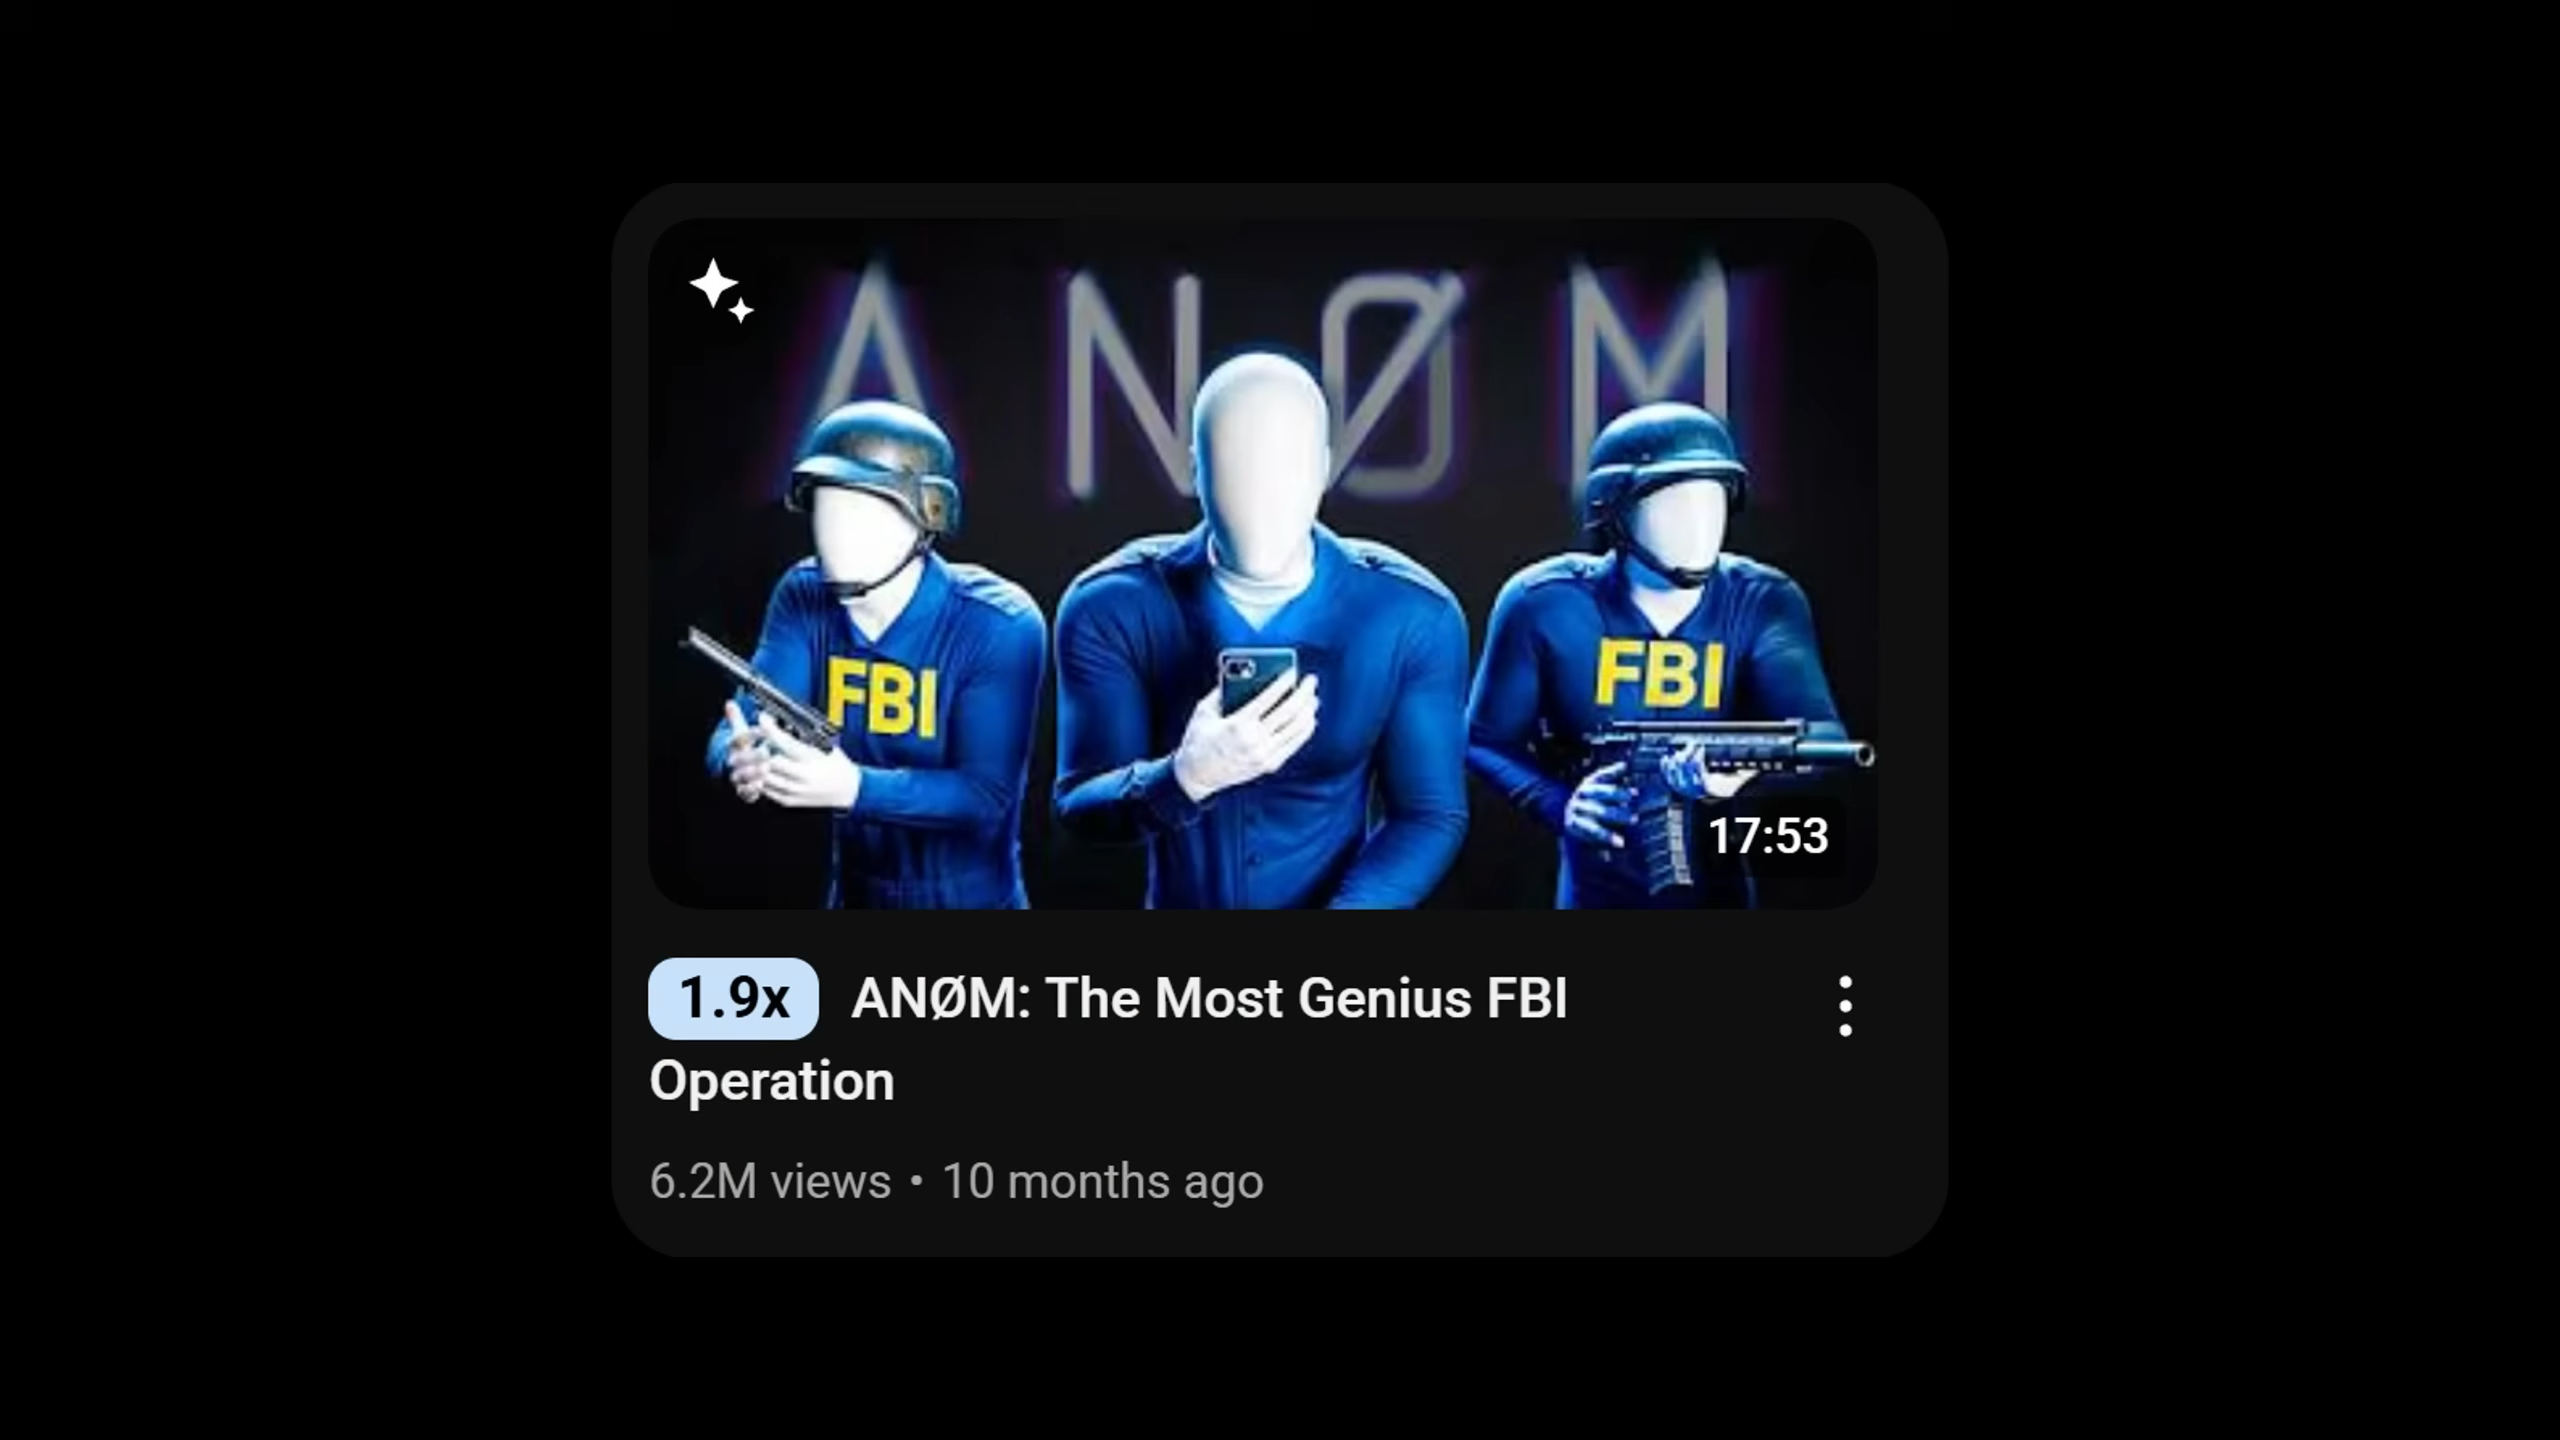 ANØM
FBI
FBI
17:53
1.9x ANØM: The Most Genius FBI
Operation
6.2M views • 10 months ago